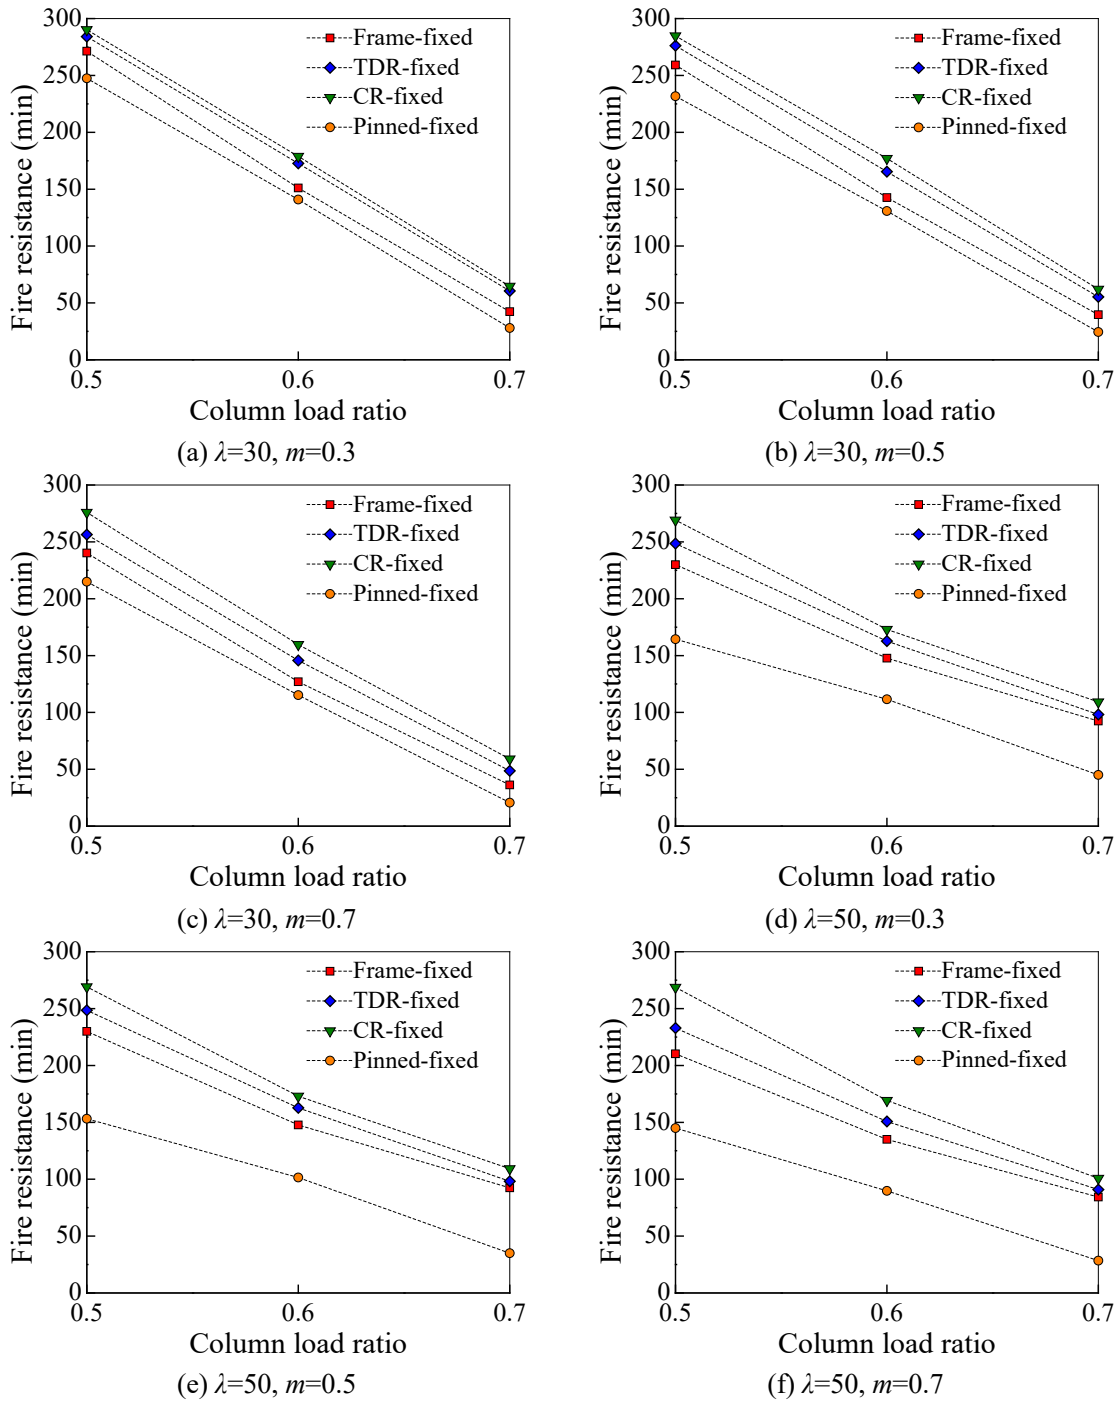 300
250
200
150
100
50
0
Fire resistance (min)
Frame-fixed
TDR-fixed
CR-fixed
Pinned-fixed
0.5 0.6 0.7
Column load ratio
(a) λ=30, m=0.3
300
250
200
150
100
50
0
Fire resistance (min)
Frame-fixed
TDR-fixed
CR-fixed
Pinned-fixed
0.5 0.6 0.7
Column load ratio
(b) λ=30, m=0.5
300
250
200
150
100
50
0
Fire resistance (min)
Frame-fixed
TDR-fixed
CR-fixed
Pinned-fixed
0.5 0.6 0.7
Column load ratio
(c) λ=30, m=0.7
300
250
200
150
100
50
0
Fire resistance (min)
Frame-fixed
TDR-fixed
CR-fixed
Pinned-fixed
0.5 0.6 0.7
Column load ratio
(d) λ=50, m=0.3
300
250
200
150
100
50
0
Fire resistance (min)
Frame-fixed
TDR-fixed
CR-fixed
Pinned-fixed
0.5 0.6 0.7
Column load ratio
(e) λ=50, m=0.5
300
250
200
150
100
50
0
Fire resistance (min)
Frame-fixed
TDR-fixed
CR-fixed
Pinned-fixed
0.5 0.6 0.7
Column load ratio
(f) λ=50, m=0.7